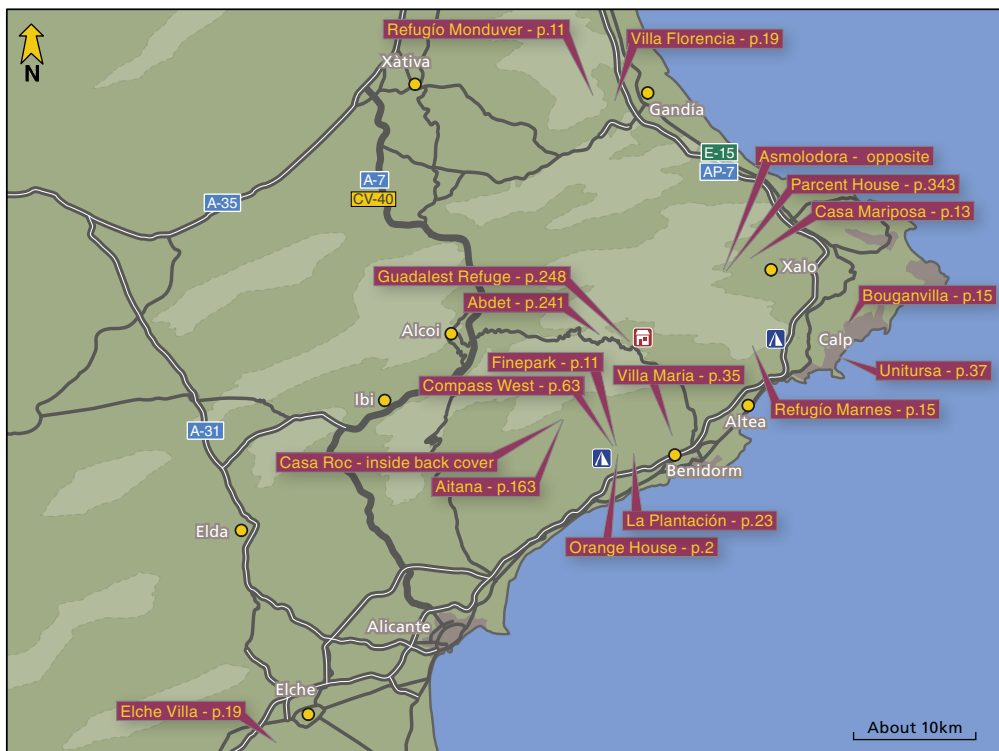 Refugío Monduver - p.11
Villa Florencia - p.19
N
Xàtiva
Gandía
E-15
AP-7
Asmolodora - opposite
A-7
CV-40
Parcent House - p.343
A-35
Casa Mariposa - p.13
Xalo
Guadalest Refuge - p.248
Bouganvilla - p.15
Abdet - p.241
Alcoi
Calp
Finepark - p.11
Villa Maria - p.35
Unitursa - p.37
Compass West - p.63
Ibi
Refugío Marnes - p.15
Altea
A-31
Casa Roc - inside back cover
Benidorm
Aitana - p.163
La Plantación - p.23
Elda
Orange House - p.2
Alicante
Elche
Elche Villa - p.19
About 10km